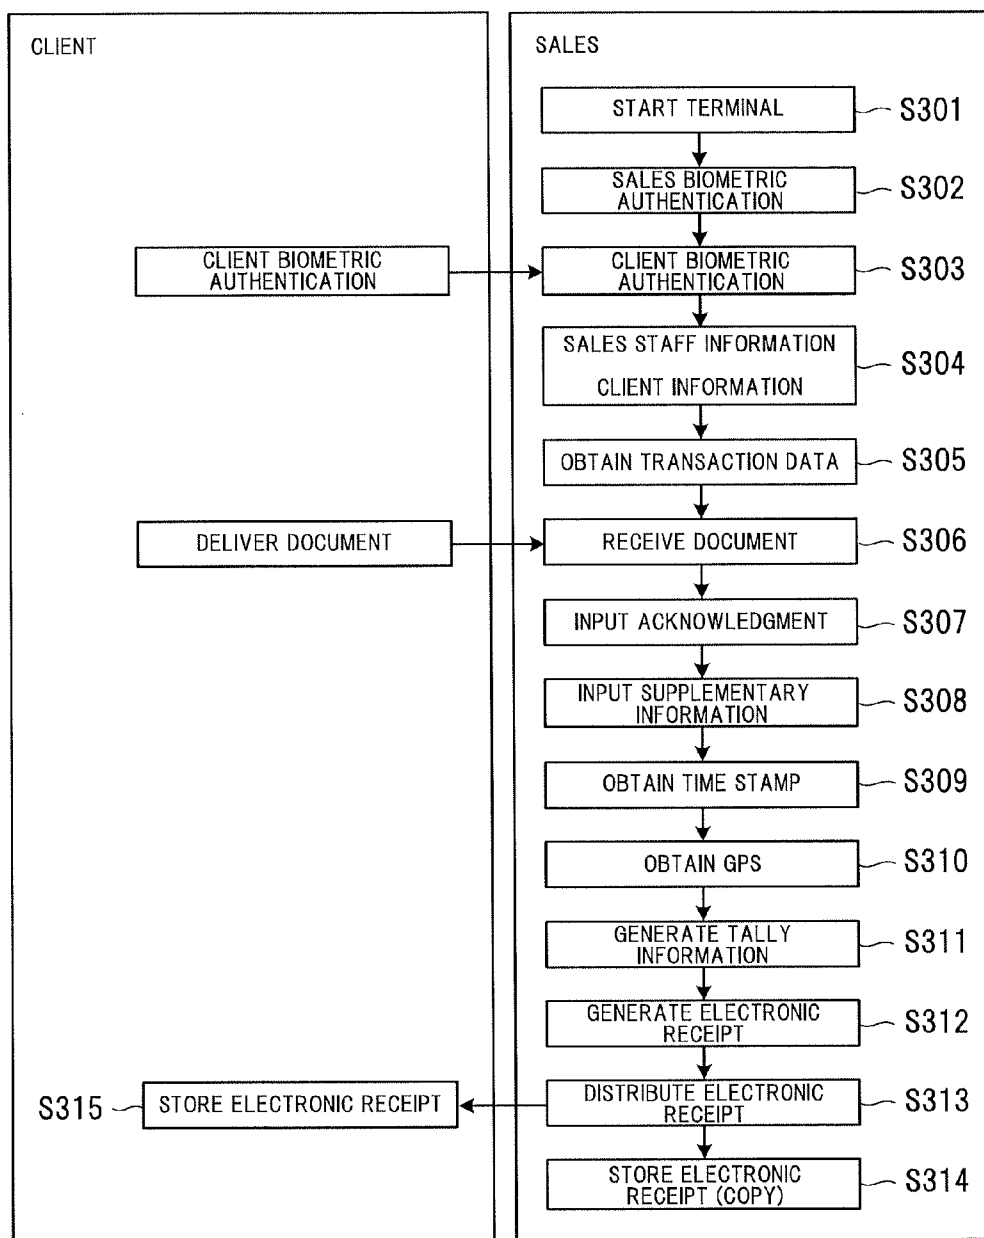 CLIENT
SALES
START TERMINAL
S301
SALES BIOMETRIC
AUTHENTICATION
S302
CLIENT BIOMETRIC
AUTHENTICATION
CLIENT BIOMETRIC
AUTHENTICATION
S303
SALES STAFF INFORMATION
CLIENT INFORMATION
S304
OBTAIN TRANSACTION DATA
S305
DELIVER DOCUMENT
RECEIVE DOCUMENT
S306
INPUT ACKNOWLEDGMENT
S307
INPUT SUPPLEMENTARY
INFORMATION
S308
OBTAIN TIME STAMP
S309
OBTAIN GPS
S310
GENERATE TALLY
INFORMATION
S311
GENERATE ELECTRONIC
RECEIPT
S312
S315
STORE ELECTRONIC RECEIPT
DISTRIBUTE ELECTRONIC
RECEIPT
S313
STORE ELECTRONIC
RECEIPT (COPY)
S314